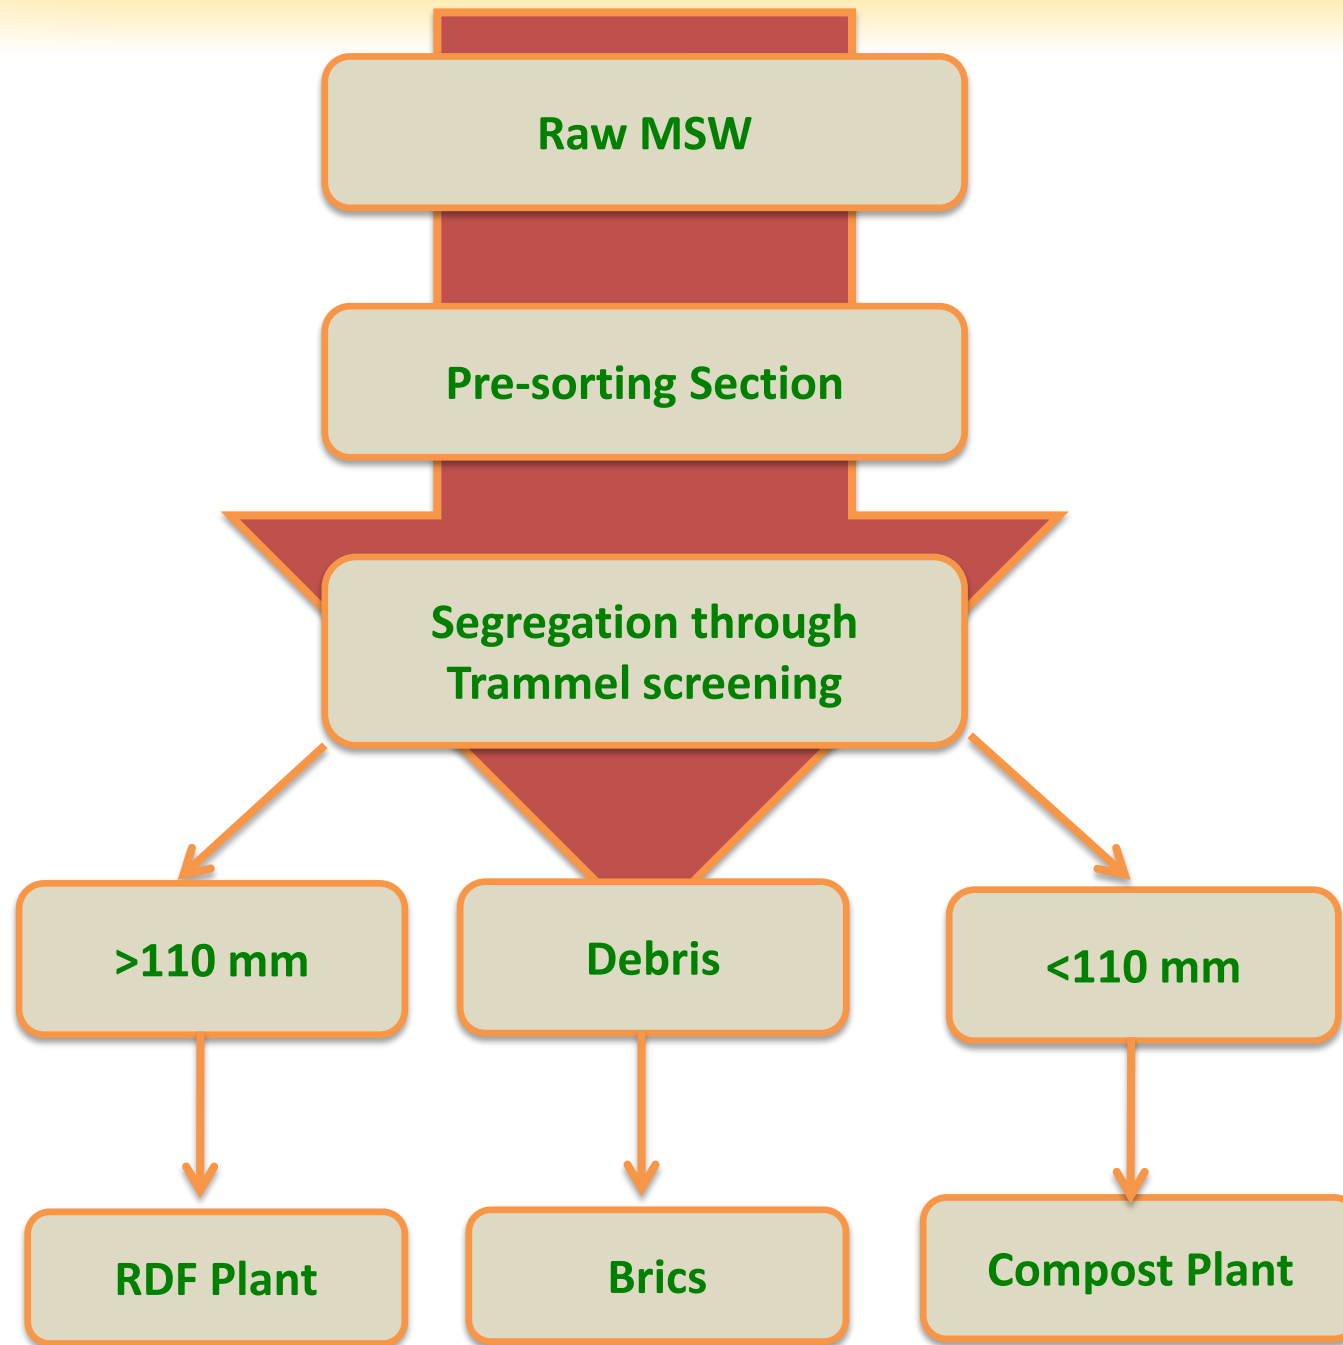 Raw MSW
Pre-sorting Section
Segregation through
Trammel screening
>110 mm
Debris
<110 mm
RDF Plant
Brics
Compost Plant